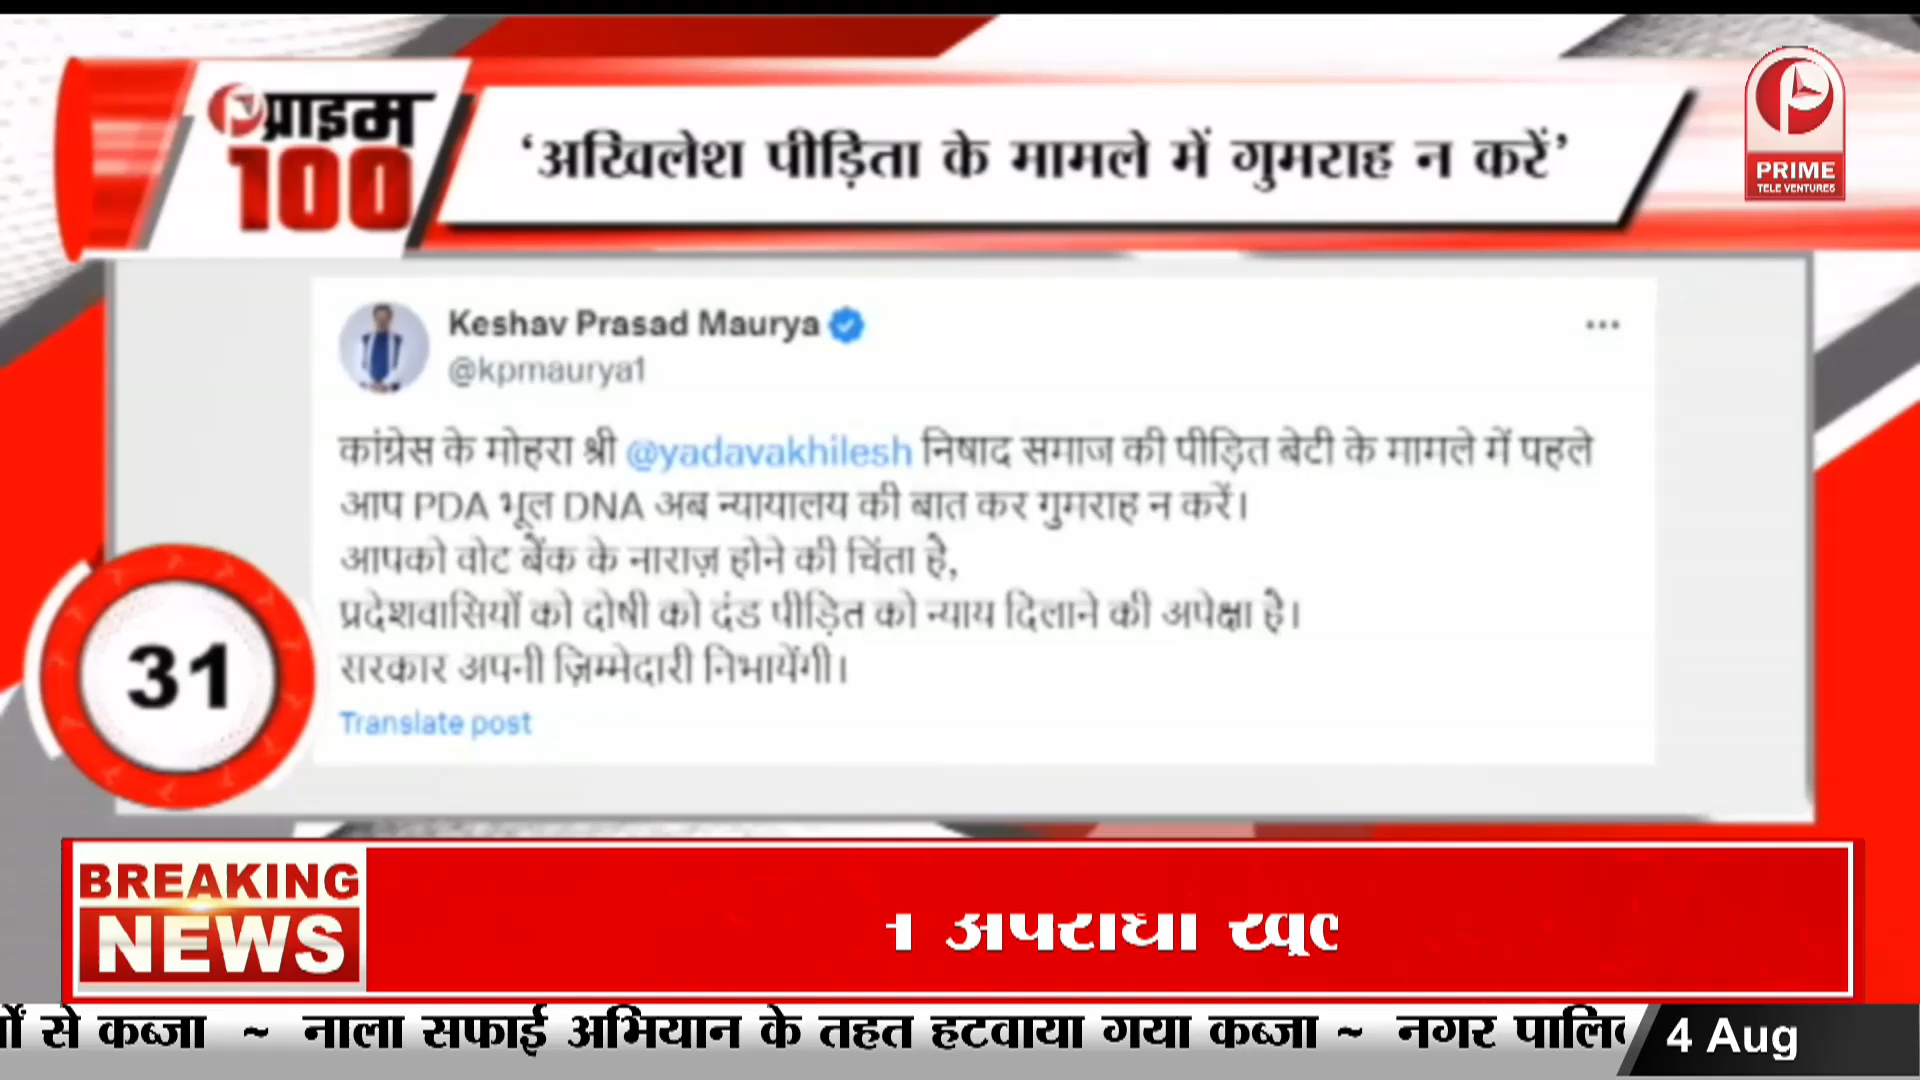 प्राइम
100
‘अखिलेश पीड़िता के मामले में गुमराह न करें’
PRIME
TELE VENTURES
Keshav Prasad Maurya
@kpmaurya1
कांग्रेस के मोहरा श्री @yadavakhilesh निषाद समाज की पीड़ित बेटी के मामले में पहले
आप PDA भूल DNA अब न्यायालय की बात कर गुमराह न करें।
आपको वोट बैंक के नाराज़ होने की चिंता है,
प्रदेशवासियों को दोषी को दंड पीड़ित को न्याय दिलाने की अपेक्षा है।
सरकार अपनी ज़िम्मेदारी निभायेंगी।
Translate post
31
BREAKING
NEWS
से कब्जा ~ नाला सफाई अभियान के तहत हटवाया गया कब्जा ~ नगर
4 Aug